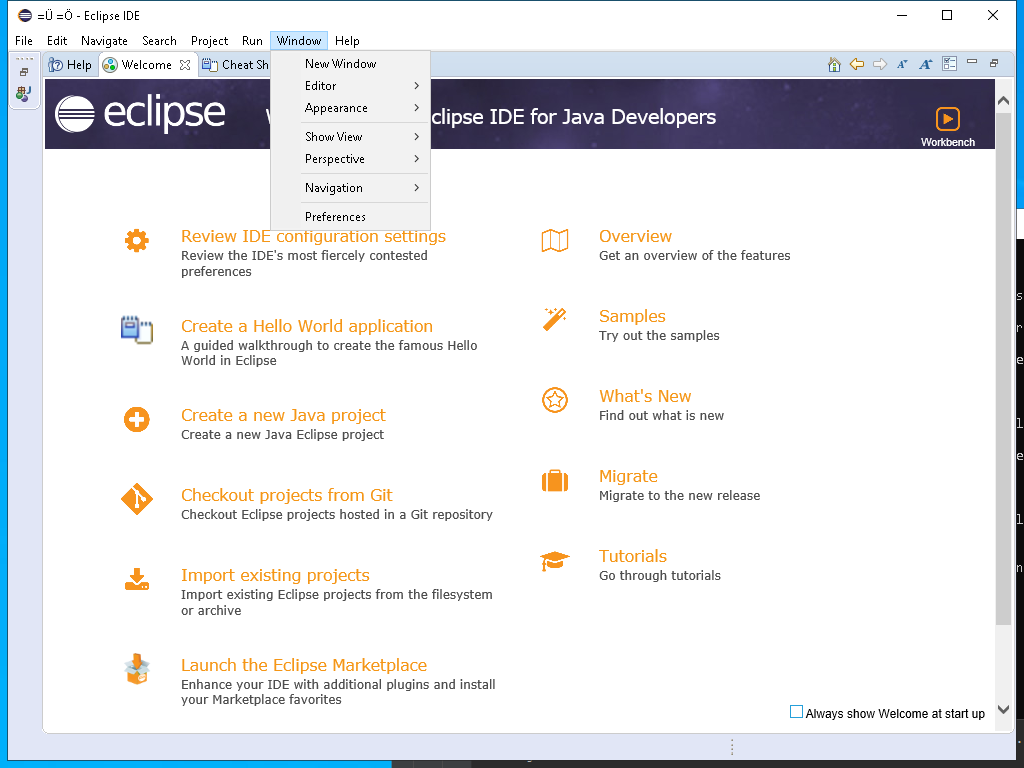 =Ü =Ö - Eclipse IDE
File Edit Navigate Search Project Run Window Help
Help Welcome Cheat Sh
New Window
Editor
Appearance
Show View
Perspective
Navigation
Preferences
eclipse
clipse IDE for Java Developers
Workbench
Review IDE configuration settings
Review the IDE's most fiercely contested
preferences
Create a Hello World application
A guided walkthrough to create the famous Hello
World in Eclipse
Create a new Java project
Create a new Java Eclipse project
Checkout projects from Git
Checkout Eclipse projects hosted in a Git repository
Import existing projects
Import existing Eclipse projects from the filesystem
or archive
Launch the Eclipse Marketplace
Enhance your IDE with additional plugins and install
your Marketplace favorites
Overview
Get an overview of the features
Samples
Try out the samples
What's New
Find out what is new
Migrate
Migrate to the new release
Tutorials
Go through tutorials
Always show Welcome at start up